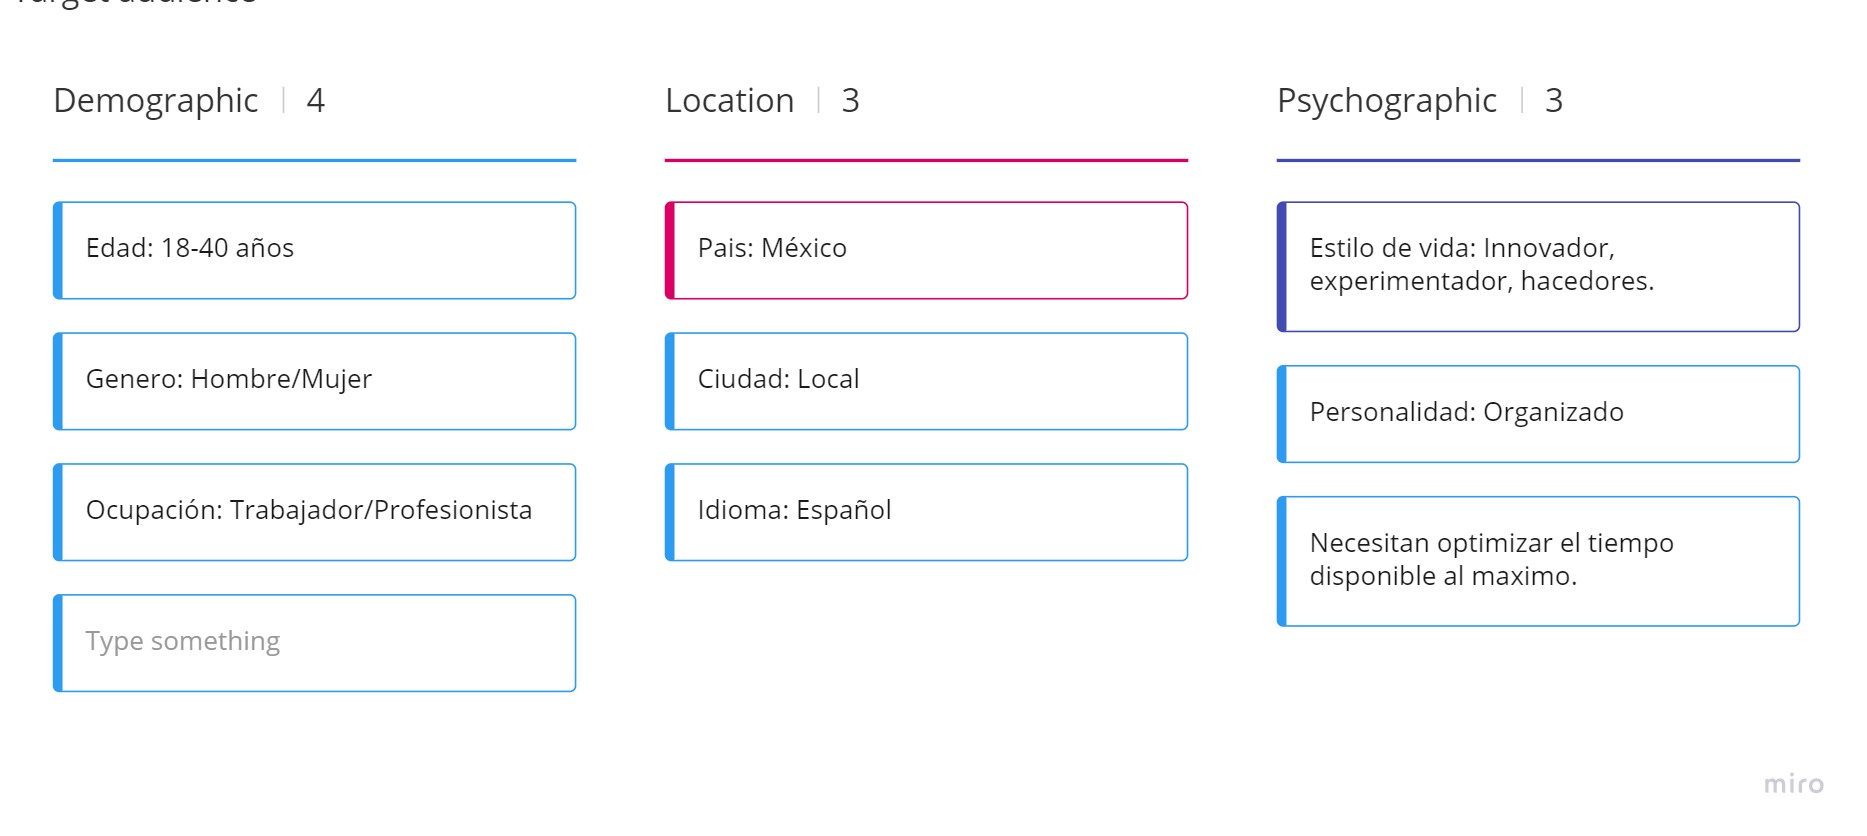 Target audience
Demographic | 4
Edad: 18-40 años
Genero: Hombre/Mujer
Ocupación: Trabajador/Profesionista
Type something
Location | 3
Pais: México
Ciudad: Local
Idioma: Español
Psychographic | 3
Estilo de vida: Innovador,
experimentador, hacedores.
Personalidad: Organizado
Necesitan optimizar el tiempo
disponible al maximo.
miro